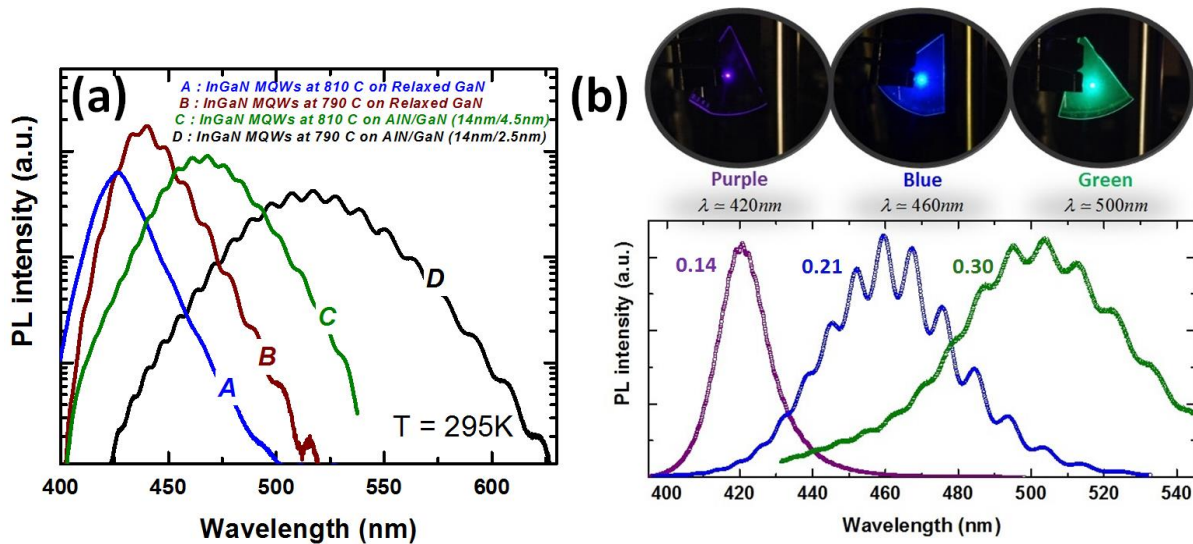 (a)
A : InGaN MQWs at 810 C on Relaxed GaN
B : InGaN MQWs at 790 C on Relaxed GaN
C : InGaN MQWs at 810 C on AlN/GaN (14nm/4.5nm)
D : InGaN MQWs at 790 C on AlN/GaN (14nm/2.5nm)
PL intensity (a.u.)
A
B
C
D
T = 295K
400 450 500 550 600
Wavelength (nm)
(b)
Purple Blue Green
λ ≃ 420nm λ ≃ 460nm λ ≃ 500nm
PL intensity (a.u.)
0.14 0.21 0.30
400 420 440 460 480 500 520 540
Wavelength (nm)